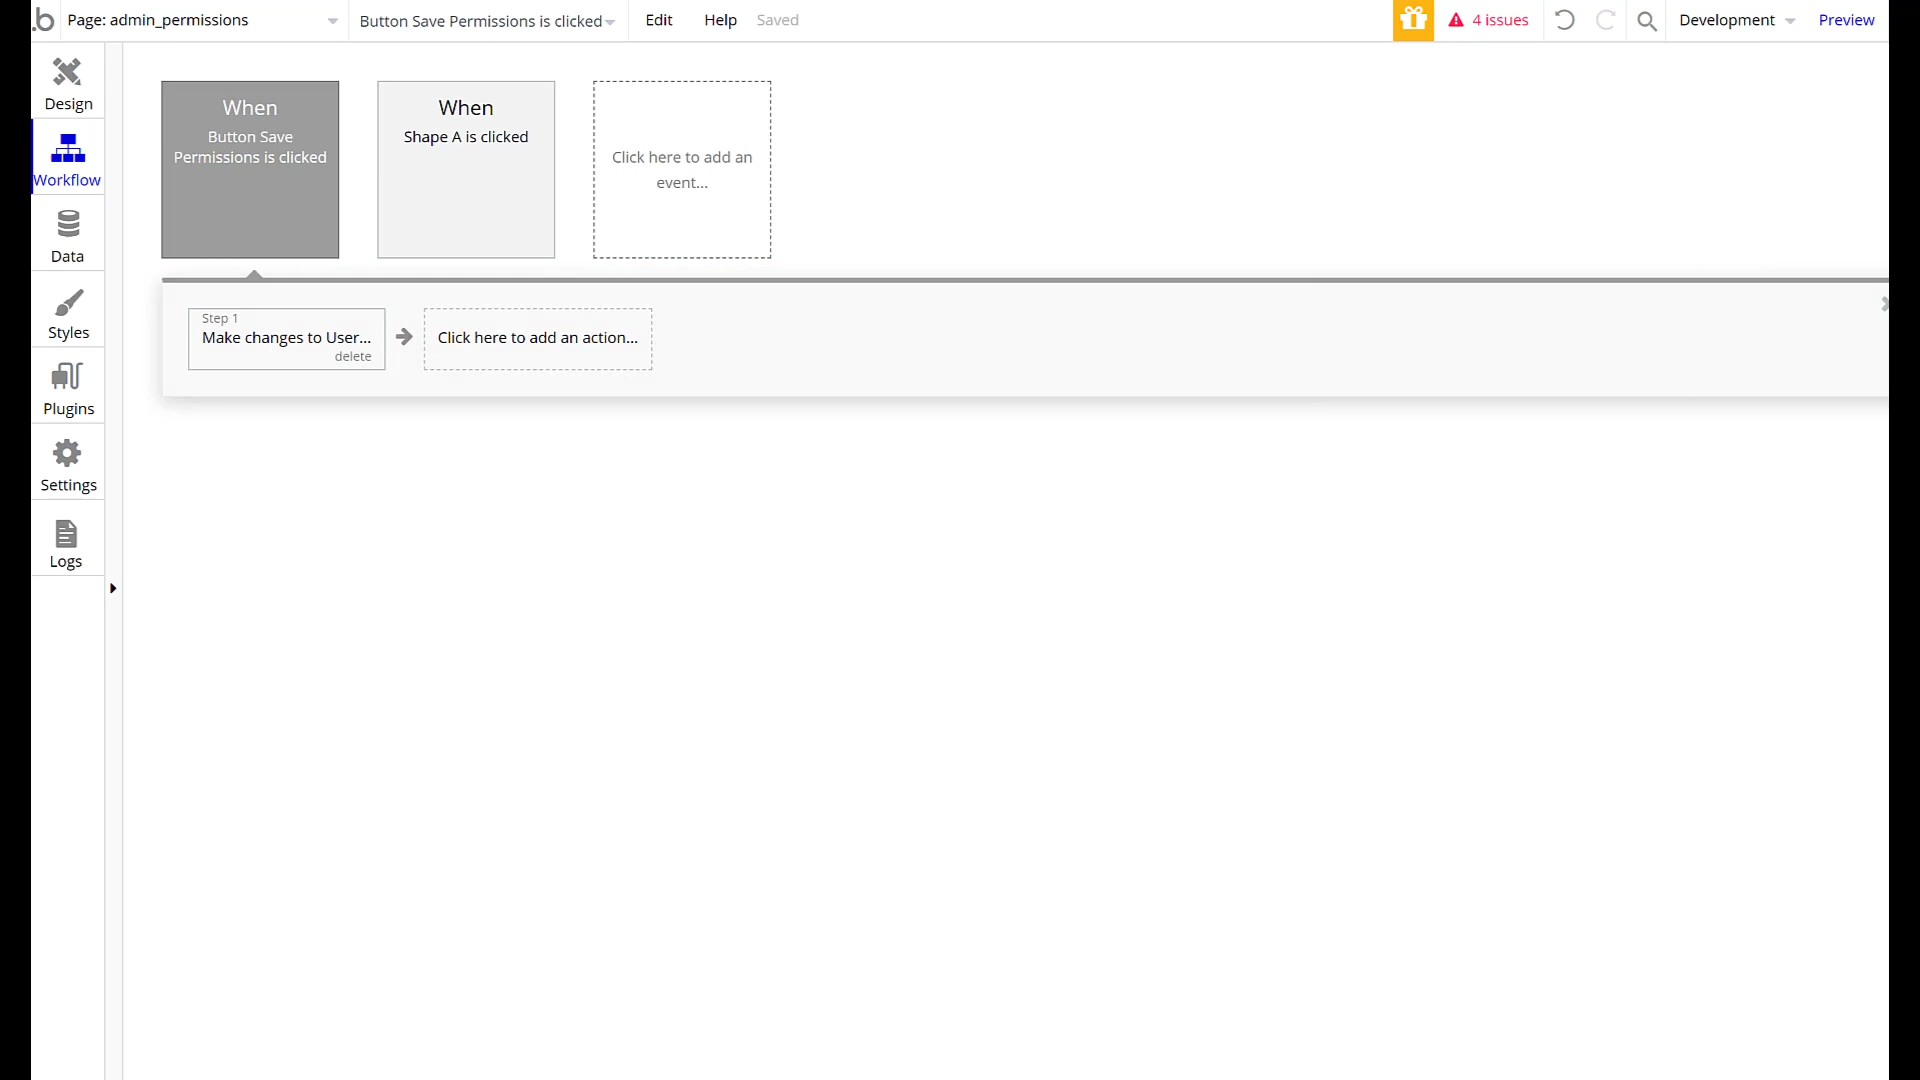 .b Page: admin_permissions Button Save Permissions is clicked Edit Help Saved 4 issues Development Preview
Design
Workflow
Data
Styles
Plugins
Settings
Logs
When
Button Save
Permissions is clicked
When
Shape A is clicked
Click here to add an
event...
Step 1
Make changes to User...
delete
Click here to add an action...